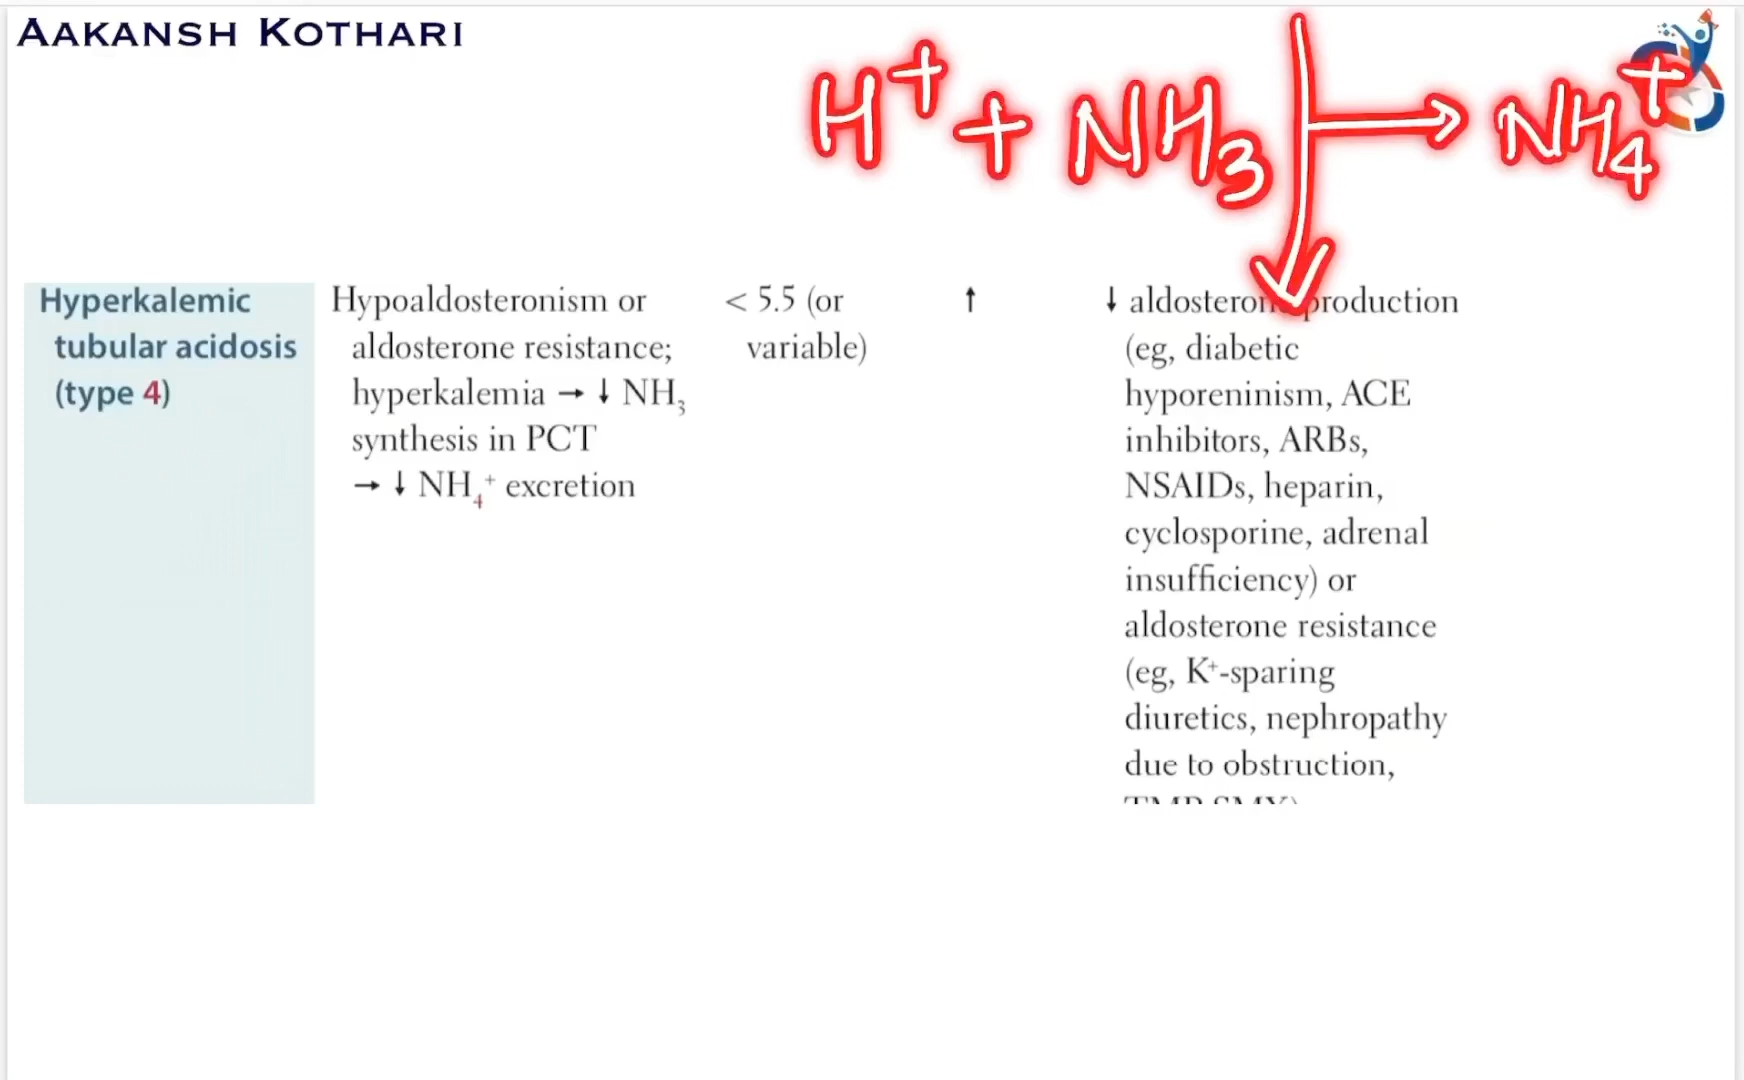 AAKANSH KOTHARI
H⁺ + NH₃ → NH₄⁺
Hyperkalemic
tubular acidosis
(type 4)
Hypoaldosteronism or
aldosterone resistance;
hyperkalemia → ↓ NH₃
synthesis in PCT
→ ↓ NH₄⁺ excretion
< 5.5 (or
variable)
↑
↓ aldosterone production
(eg, diabetic
hyporeninism, ACE
inhibitors, ARBs,
NSAIDs, heparin,
cyclosporine, adrenal
insufficiency) or
aldosterone resistance
(eg, K⁺-sparing
diuretics, nephropathy
due to obstruction,